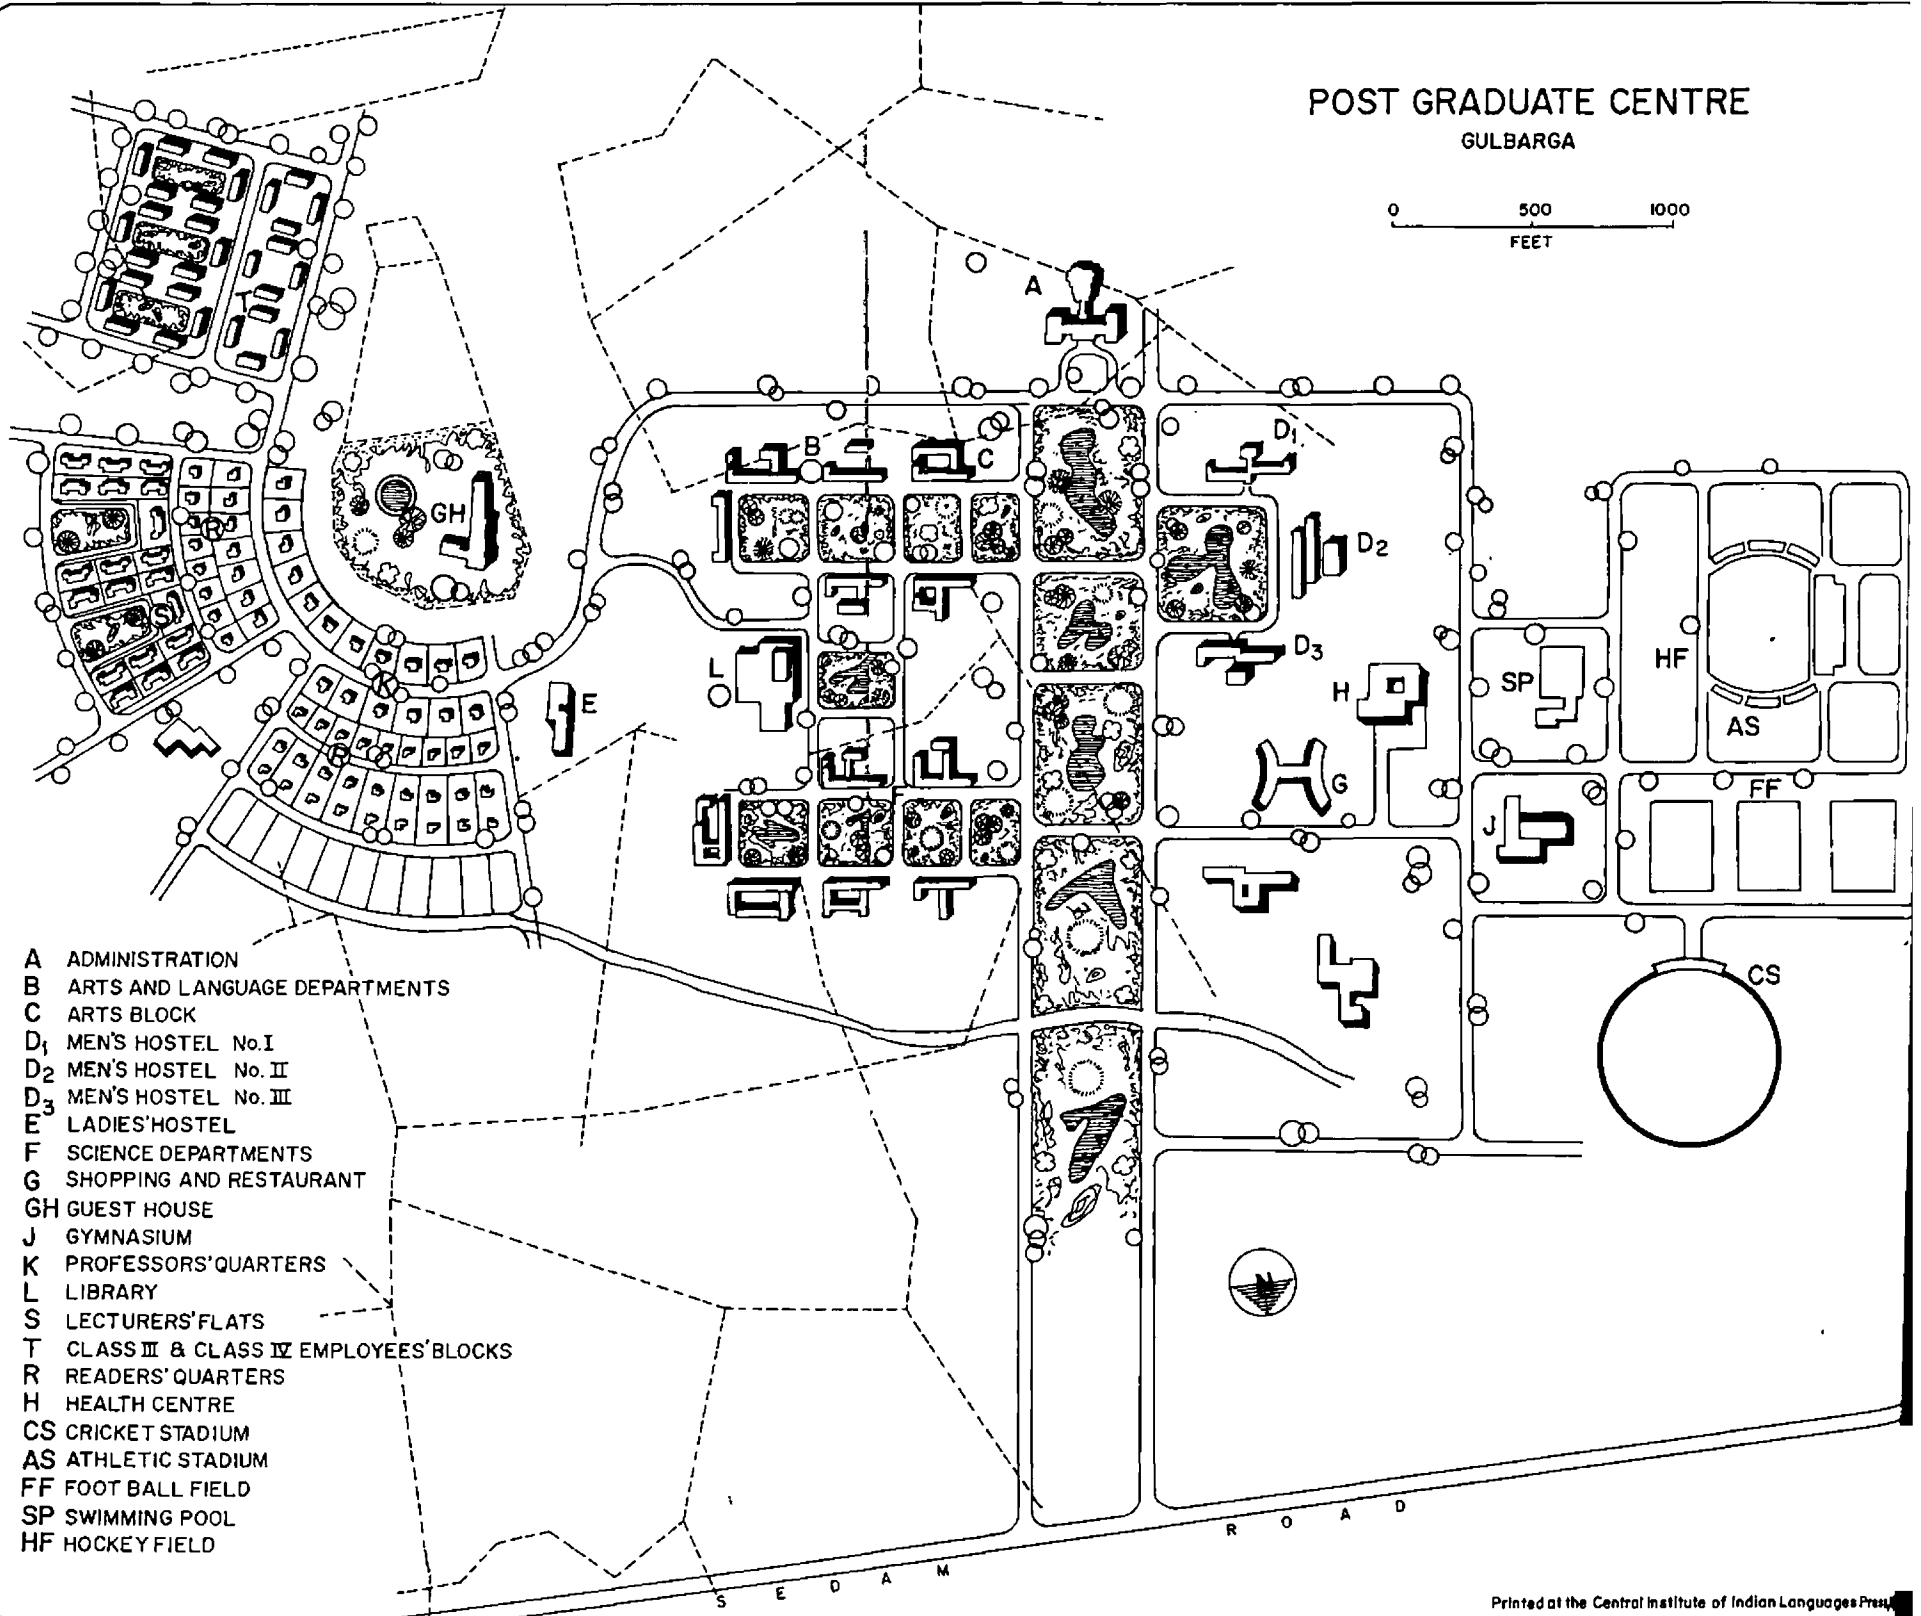 POST GRADUATE CENTRE
GULBARGA
0 500 1000
FEET
A
B
C
D1
D2
D3
T
GH
R
S
K
R
E
L
F
H
G
SP
HF
AS
FF
J
CS
N
A ADMINISTRATION
B ARTS AND LANGUAGE DEPARTMENTS
C ARTS BLOCK
D1 MEN'S HOSTEL No. I
D2 MEN'S HOSTEL No. II
D3 MEN'S HOSTEL No. III
E LADIES' HOSTEL
F SCIENCE DEPARTMENTS
G SHOPPING AND RESTAURANT
GH GUEST HOUSE
J GYMNASIUM
K PROFESSORS' QUARTERS
L LIBRARY
S LECTURERS' FLATS
T CLASS III & CLASS IV EMPLOYEES' BLOCKS
R READERS' QUARTERS
H HEALTH CENTRE
CS CRICKET STADIUM
AS ATHLETIC STADIUM
FF FOOT BALL FIELD
SP SWIMMING POOL
HF HOCKEY FIELD
SEDAM ROAD
Printed at the Central Institute of Indian Languages Press